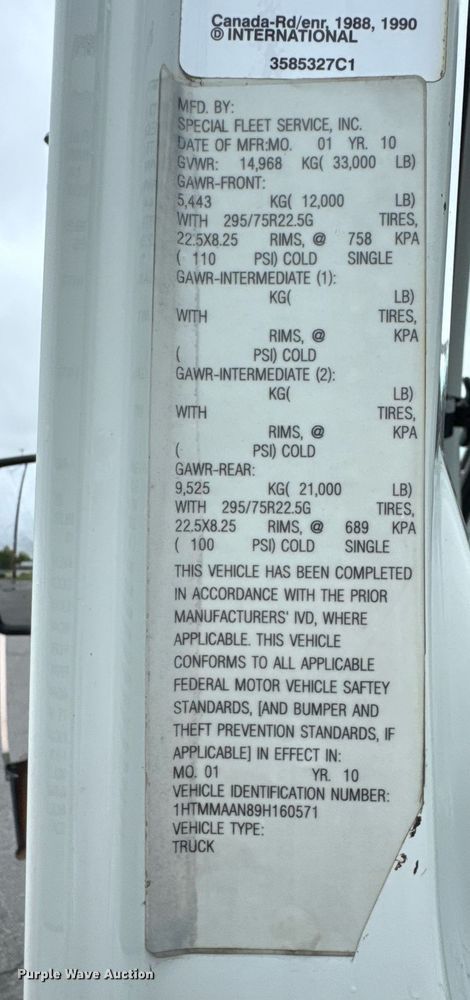 Canada-Rd/enr, 1988, 1990
Ⓓ INTERNATIONAL
3585327C1
MFD. BY:
SPECIAL FLEET SERVICE, INC.
DATE OF MFR:MO. 01 YR. 10
GVWR: 14,968 KG( 33,000 LB)
GAWR-FRONT:
5,443 KG( 12,000 LB)
WITH 295/75R22.5G TIRES,
22.5X8.25 RIMS, @ 758 KPA
( 110 PSI) COLD SINGLE
GAWR-INTERMEDIATE (1):
KG( LB)
WITH TIRES,
RIMS, @ KPA
( PSI) COLD
GAWR-INTERMEDIATE (2):
KG( LB)
WITH TIRES,
RIMS, @ KPA
( PSI) COLD
GAWR-REAR:
9,525 KG( 21,000 LB)
WITH 295/75R22.5G TIRES,
22.5X8.25 RIMS, @ 689 KPA
( 100 PSI) COLD SINGLE
THIS VEHICLE HAS BEEN COMPLETED
IN ACCORDANCE WITH THE PRIOR
MANUFACTURERS' IVD, WHERE
APPLICABLE. THIS VEHICLE
CONFORMS TO ALL APPLICABLE
FEDERAL MOTOR VEHICLE SAFTEY
STANDARDS, [AND BUMPER AND
THEFT PREVENTION STANDARDS, IF
APPLICABLE] IN EFFECT IN:
MO. 01 YR. 10
VEHICLE IDENTIFICATION NUMBER:
1HTMMAAN89H160571
VEHICLE TYPE:
TRUCK
Purple Wave Auction